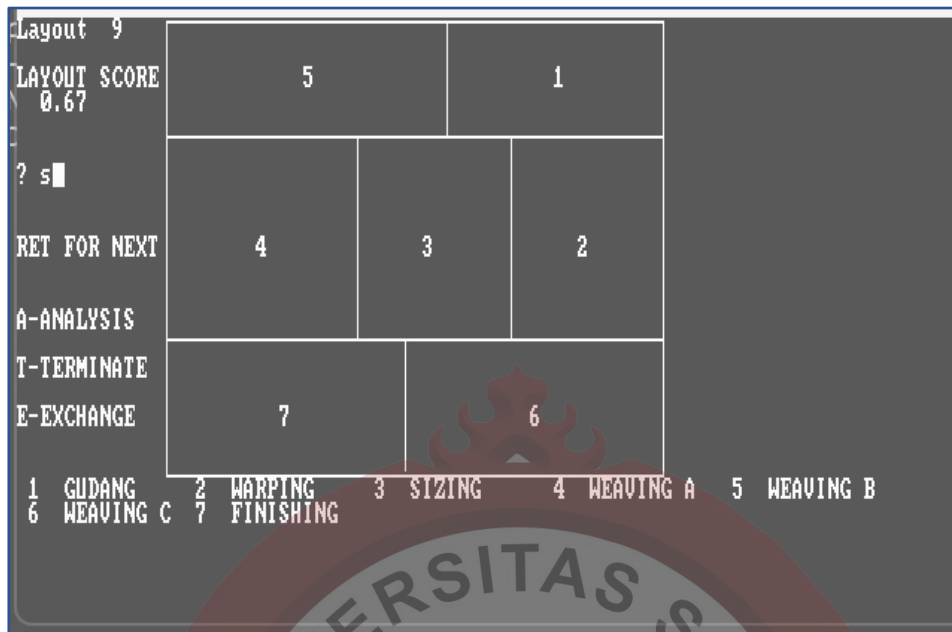 Layout 9
LAYOUT SCORE
0.67
5 1
? s
RET FOR NEXT
4 3 2
A-ANALYSIS
T-TERMINATE
E-EXCHANGE
7 6
1 GUDANG 2 WARPING 3 SIZING 4 WEAVING A 5 WEAVING B
6 WEAVING C 7 FINISHING
ERSITAS S